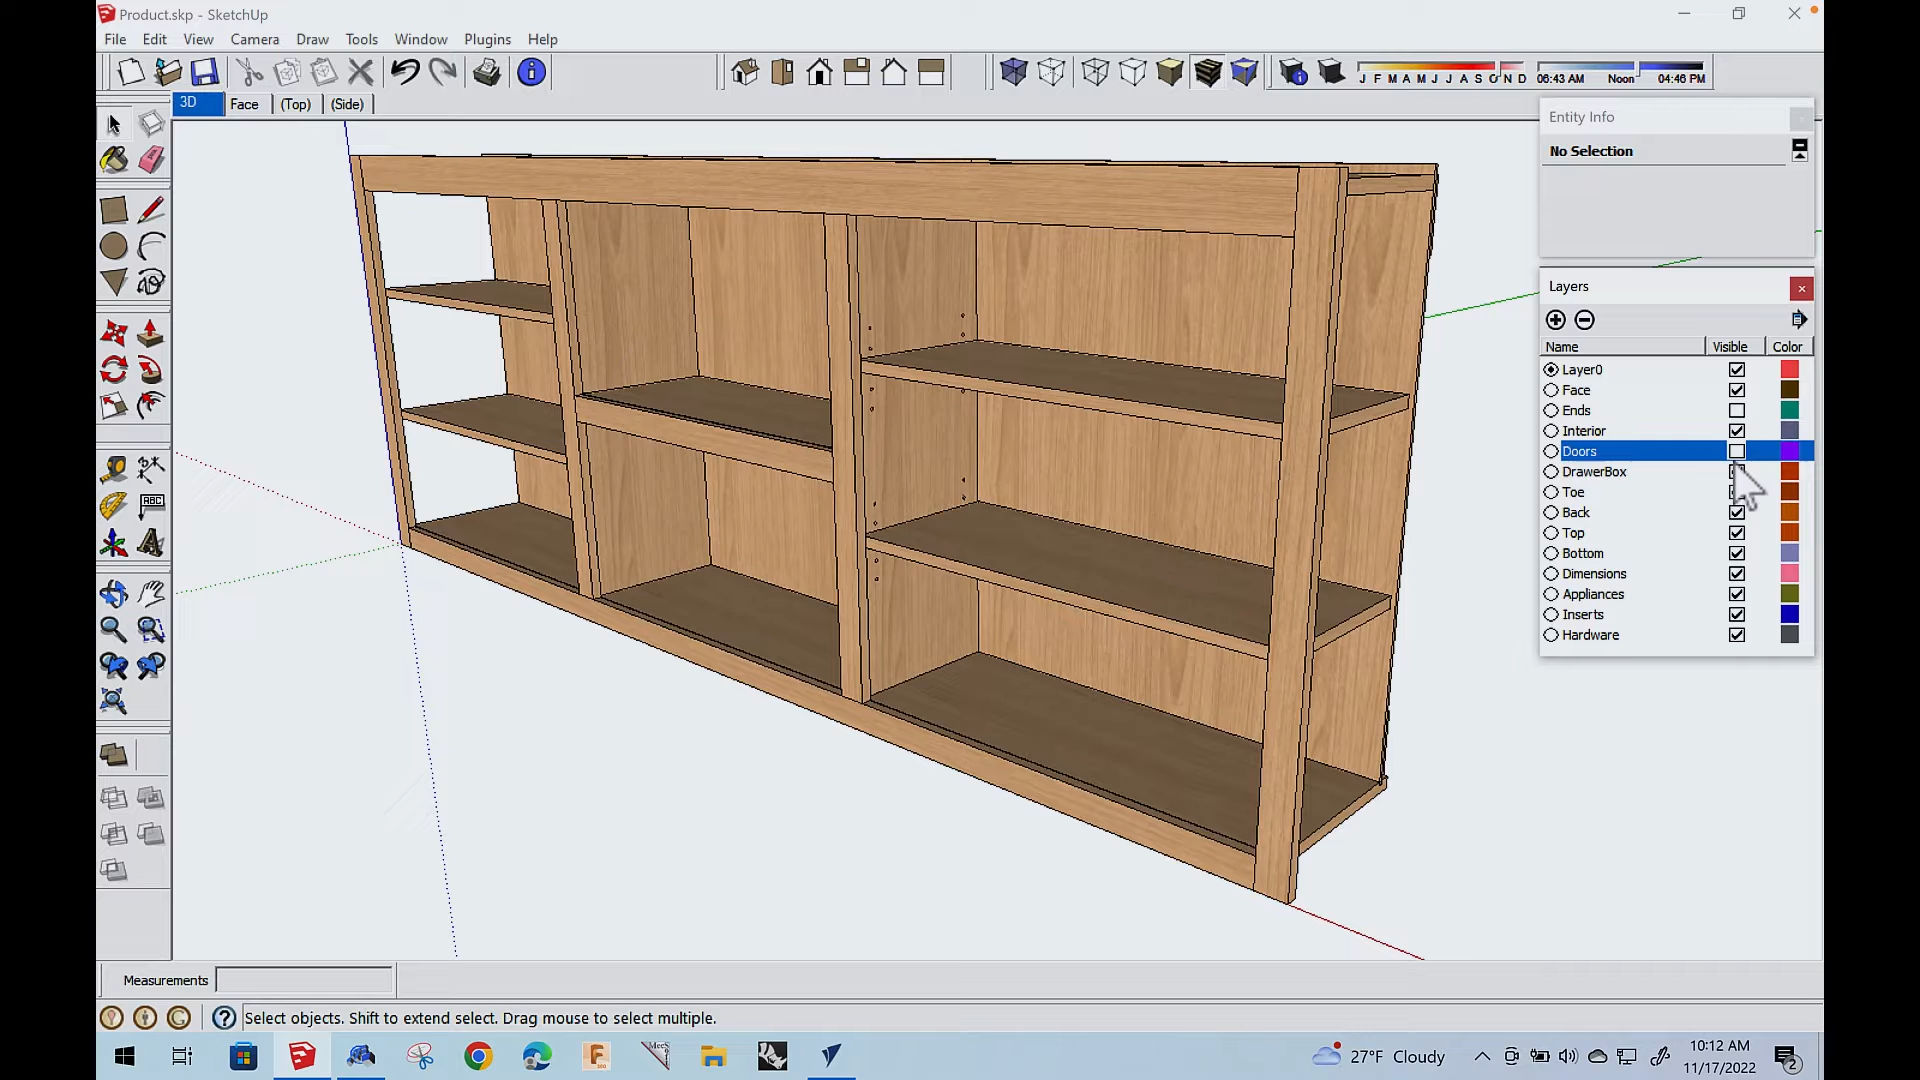 Product.skp - SketchUp
File Edit View Camera Draw Tools Window Plugins Help
J F M A M J J A S O N D 06:43 AM Noon 04:46 PM
3D Face (Top) (Side)
Entity Info
No Selection
Layers
Name Visible Color
Layer0
Face
Ends
Interior
Doors
DrawerBox
Toe
Back
Top
Bottom
Dimensions
Appliances
Inserts
Hardware
ABC
Measurements
Select objects. Shift to extend select. Drag mouse to select multiple.
27°F Cloudy
10:12 AM
11/17/2022
2